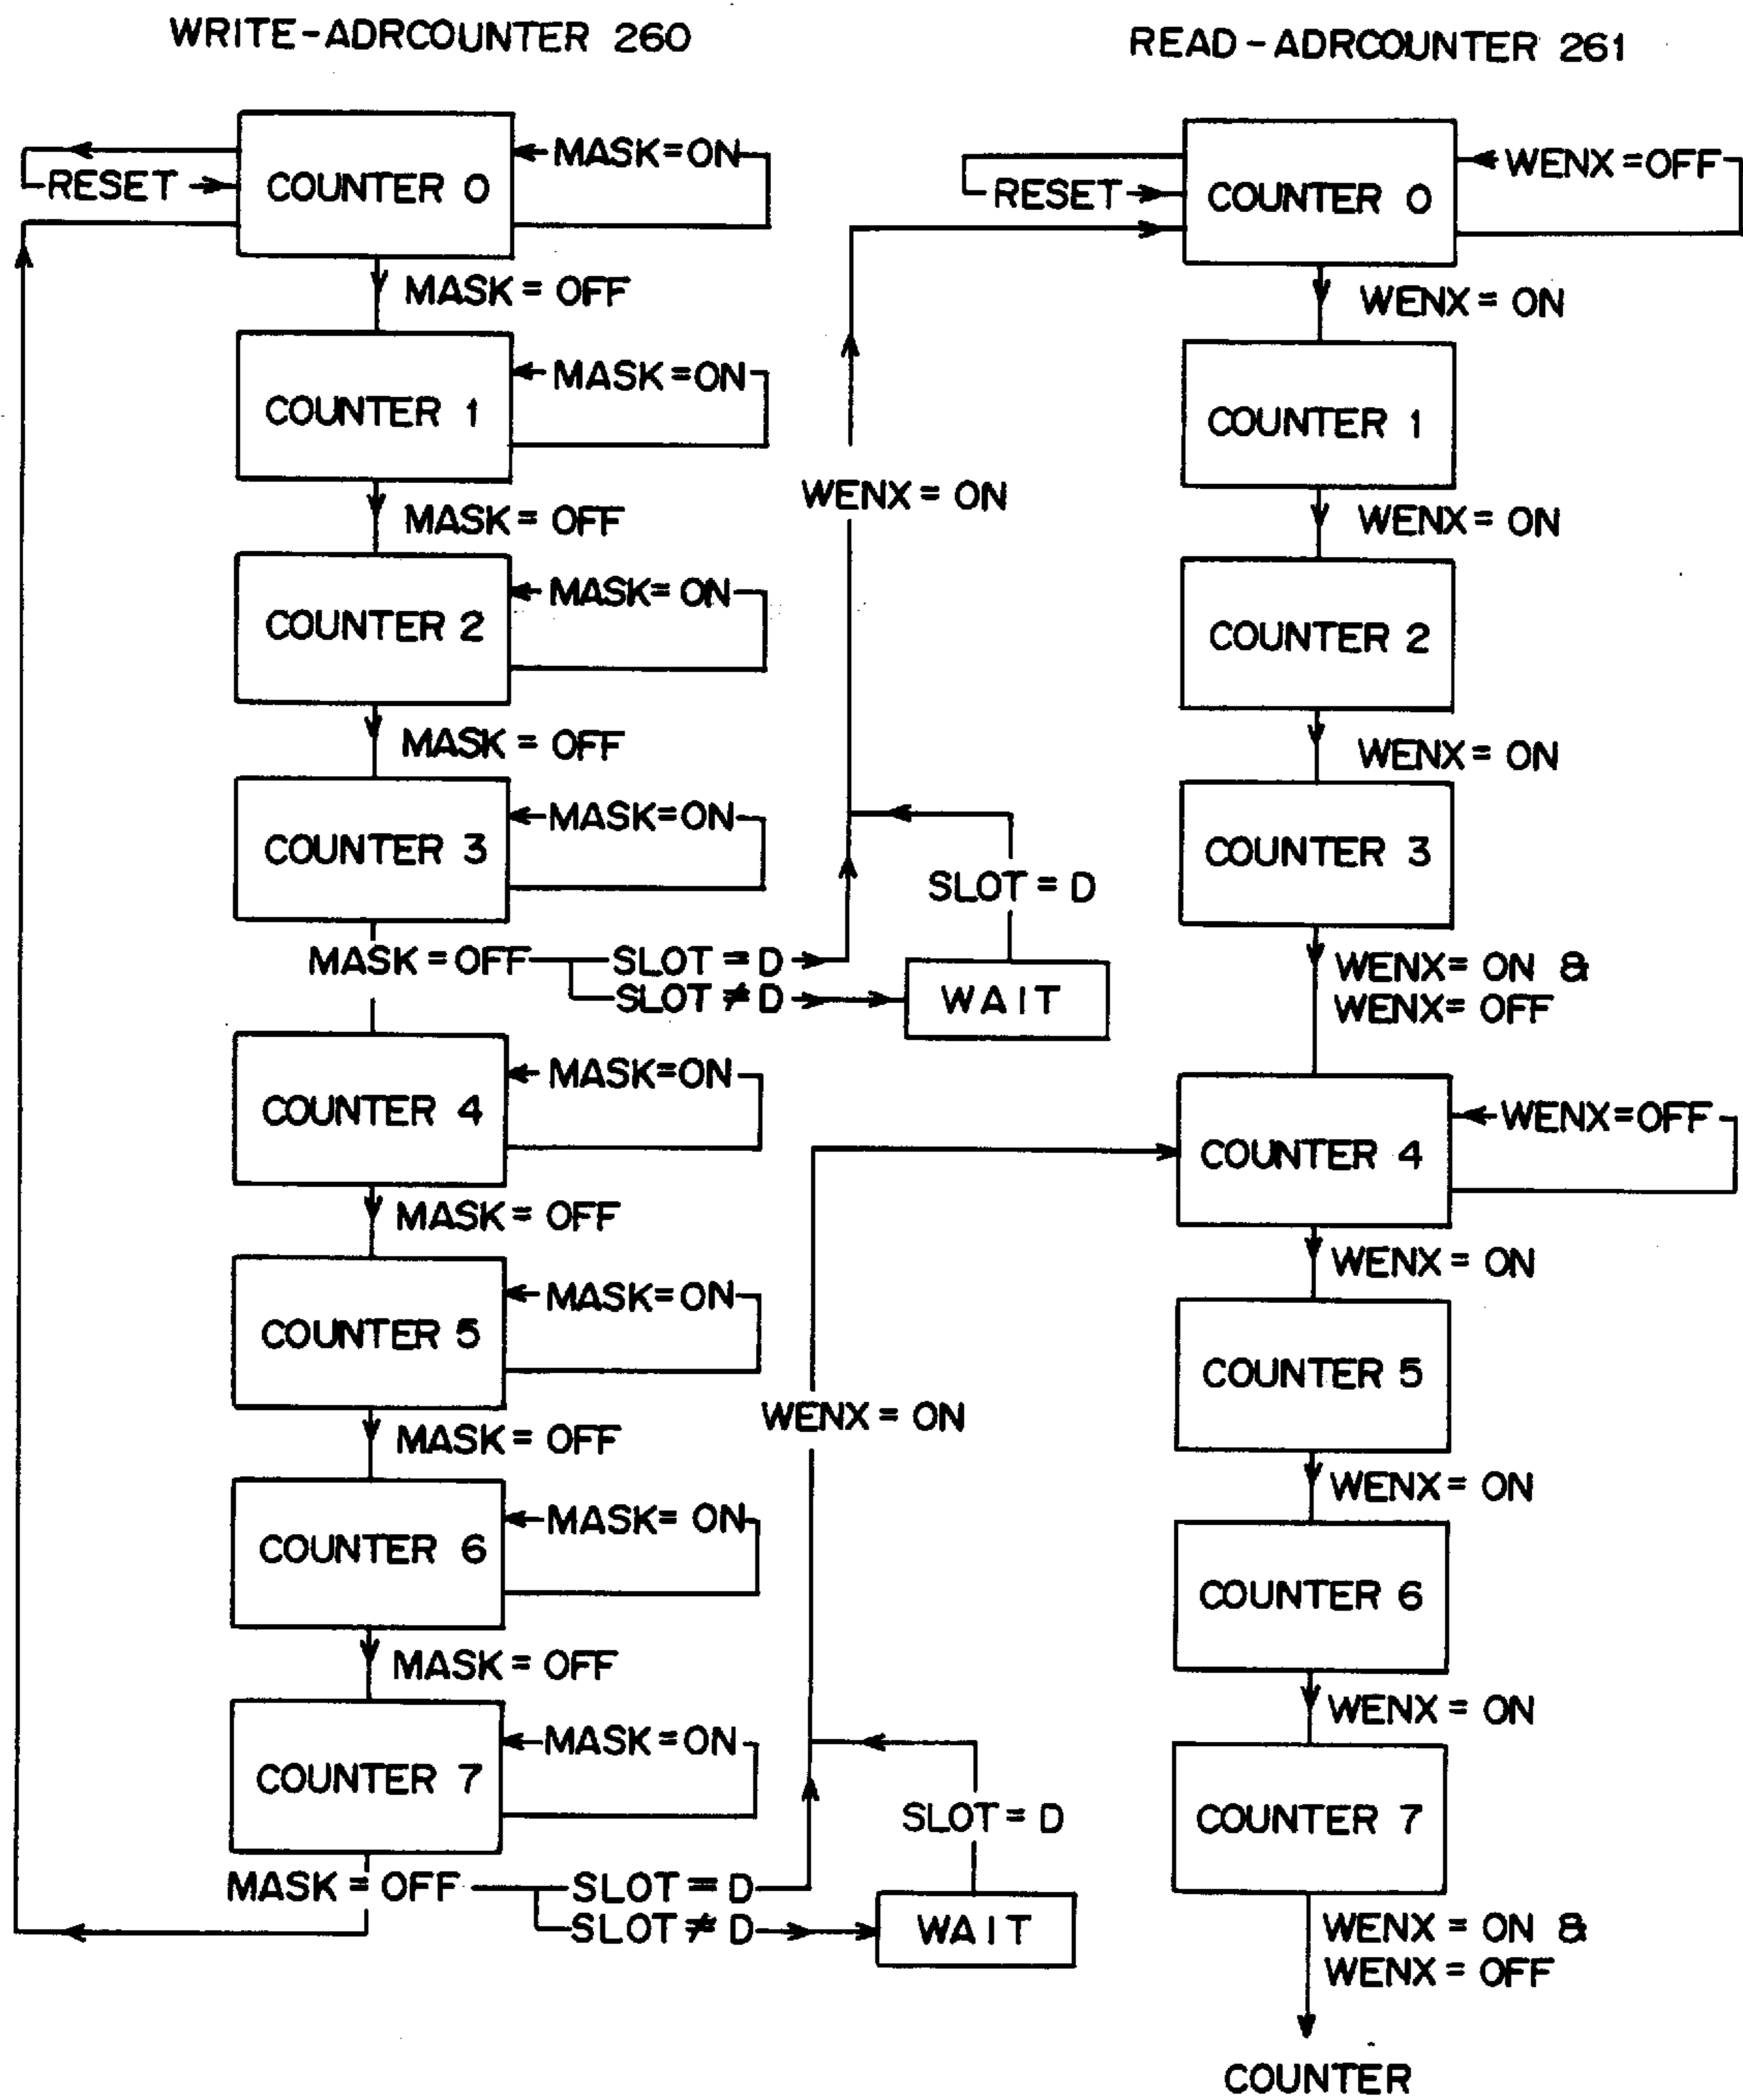 WRITE-ADRCOUNTER 260
READ-ADRCOUNTER 261
COUNTER 0
MASK=ON
RESET
MASK=OFF
COUNTER 1
MASK=ON
MASK=OFF
COUNTER 2
MASK=ON
MASK=OFF
COUNTER 3
MASK=ON
MASK=OFF
SLOT=D
SLOT≠D
WAIT
SLOT=D
WENX=ON
COUNTER 4
MASK=ON
MASK=OFF
COUNTER 5
MASK=ON
MASK=OFF
COUNTER 6
MASK=ON
MASK=OFF
COUNTER 7
MASK=ON
MASK=OFF
SLOT=D
SLOT≠D
WAIT
SLOT=D
WENX=ON
COUNTER 0
WENX=OFF
RESET
WENX=ON
COUNTER 1
WENX=ON
COUNTER 2
WENX=ON
COUNTER 3
WENX=ON &
WENX=OFF
COUNTER 4
WENX=OFF
WENX=ON
COUNTER 5
WENX=ON
COUNTER 6
WENX=ON
COUNTER 7
WENX=ON &
WENX=OFF
COUNTER